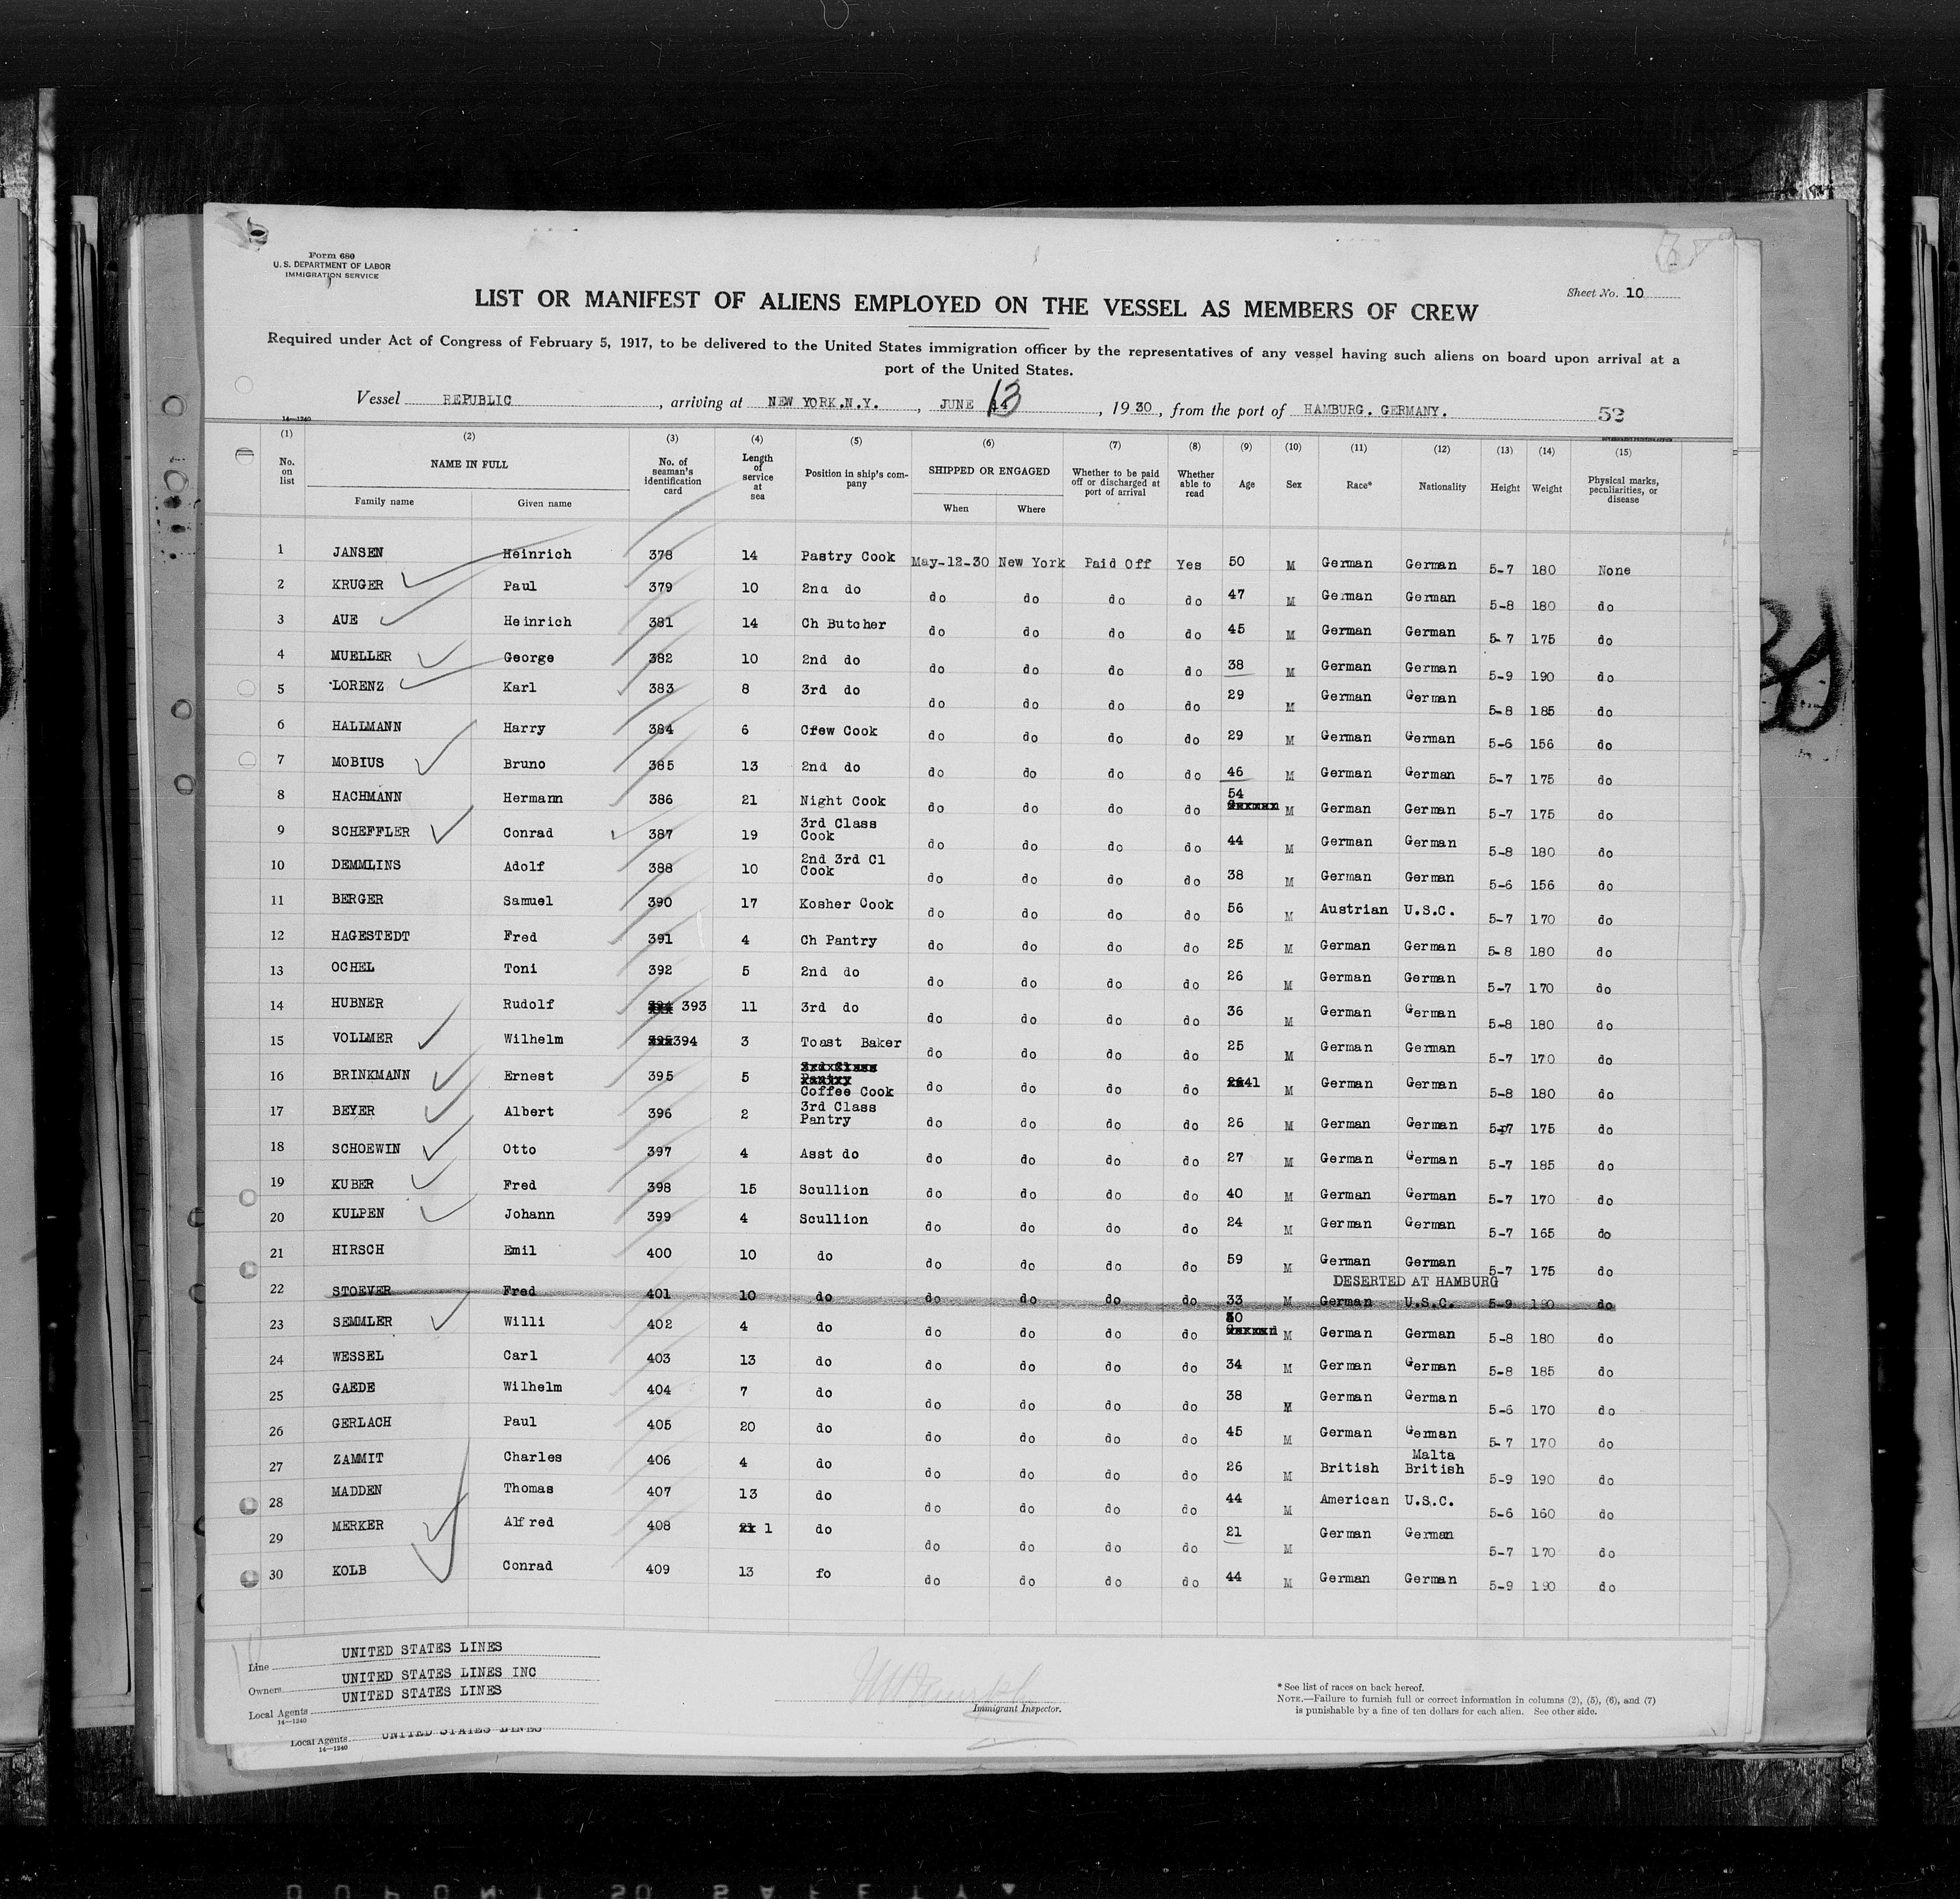 Form 680
U. S. DEPARTMENT OF LABOR
IMMIGRATION SERVICE
Sheet No. 10
LIST OR MANIFEST OF ALIENS EMPLOYED ON THE VESSEL AS MEMBERS OF CREW
Required under Act of Congress of February 5, 1917, to be delivered to the United States immigration officer by the representatives of any vessel having such aliens on board upon arrival at a
port of the United States.
Vessel REPUBLIC, arriving at NEW YORK.N.Y., JUNE 13, 1930, from the port of HAMBURG. GERMANY. 52
14—1240
(1) (2) (3) (4) (5) (6) (7) (8) (9) (10) (11) (12) (13) (14) (15)
No. on list NAME IN FULL Family name Given name No. of seaman's identification card Length of service at sea Position in ship's company SHIPPED OR ENGAGED When Where Whether to be paid off or discharged at port of arrival Whether able to read Age Sex Race* Nationality Height Weight Physical marks, peculiarities, or disease
1 JANSEN Heinrich 378 14 Pastry Cook May-12-30 New York Paid Off Yes 50 M German German 5-7 180 None
2 KRUGER Paul 379 10 2nd do do do do do 47 M German German 5-8 180 do
3 AUE Heinrich 381 14 Ch Butcher do do do do 45 M German German 5-7 175 do
4 MUELLER George 382 10 2nd do do do do do 38 M German German 5-9 190 do
5 LORENZ Karl 383 8 3rd do do do do do 29 M German German 5-8 185 do
6 HALLMANN Harry 384 6 Cfew Cook do do do do 29 M German German 5-6 156 do
7 MOBIUS Bruno 385 13 2nd do do do do do 46 M German German 5-7 175 do
8 HACHMANN Hermann 386 21 Night Cook do do do do 54 M German German 5-7 175 do
9 SCHEFFLER Conrad 387 19 3rd Class Cook do do do do 44 M German German 5-8 180 do
10 DEMMLINS Adolf 388 10 2nd 3rd Cl Cook do do do do 38 M German German 5-6 156 do
11 BERGER Samuel 390 17 Kosher Cook do do do do 56 M Austrian U.S.C. 5-7 170 do
12 HAGESTEDT Fred 391 4 Ch Pantry do do do do 25 M German German 5-8 180 do
13 OCHEL Toni 392 5 2nd do do do do do 26 M German German 5-7 170 do
14 HUBNER Rudolf 393 11 3rd do do do do do 36 M German German 5-8 180 do
15 VOLLMER Wilhelm 394 3 Toast Baker do do do do 25 M German German 5-7 170 do
16 BRINKMANN Ernest 395 5 3rd Class Pantry Coffee Cook do do do do 41 M German German 5-8 180 do
17 BEYER Albert 396 2 3rd Class Pantry do do do do 26 M German German 5-7 175 do
18 SCHOEWIN Otto 397 4 Asst do do do do do 27 M German German 5-7 185 do
19 KUBER Fred 398 15 Scullion do do do do 40 M German German 5-7 170 do
20 KULPEN Johann 399 4 Scullion do do do do 24 M German German 5-7 165 do
21 HIRSCH Emil 400 10 do do do do do 59 M German German 5-7 175 do
DESERTED AT HAMBURG
22 STOEVER Fred 401 10 do do do do do 33 M German U.S.C. 5-9 190 do
23 SEMMLER Willi 402 4 do do do do do 30 M German German 5-8 180 do
24 WESSEL Carl 403 13 do do do do do 34 M German German 5-8 185 do
25 GAEDE Wilhelm 404 7 do do do do do 38 M German German 5-6 170 do
26 GERLACH Paul 405 20 do do do do do 45 M German German 5-7 170 do
27 ZAMMIT Charles 406 4 do do do do do 26 M British Malta British 5-9 190 do
28 MADDEN Thomas 407 13 do do do do do 44 M American U.S.C. 5-6 160 do
29 MERKER Alfred 408 1 do do do do do 21 M German German 5-7 170 do
30 KOLB Conrad 409 13 fo do do do do 44 M German German 5-9 190 do
Line UNITED STATES LINES
Owners UNITED STATES LINES INC
Local Agents UNITED STATES LINES
14—1240
Immigrant Inspector.
* See list of races on back hereof.
NOTE.—Failure to furnish full or correct information in columns (2), (5), (6), and (7)
is punishable by a fine of ten dollars for each alien. See other side.
Local Agents UNITED STATES LINES
14—1240
DUPONT SO SAFETY